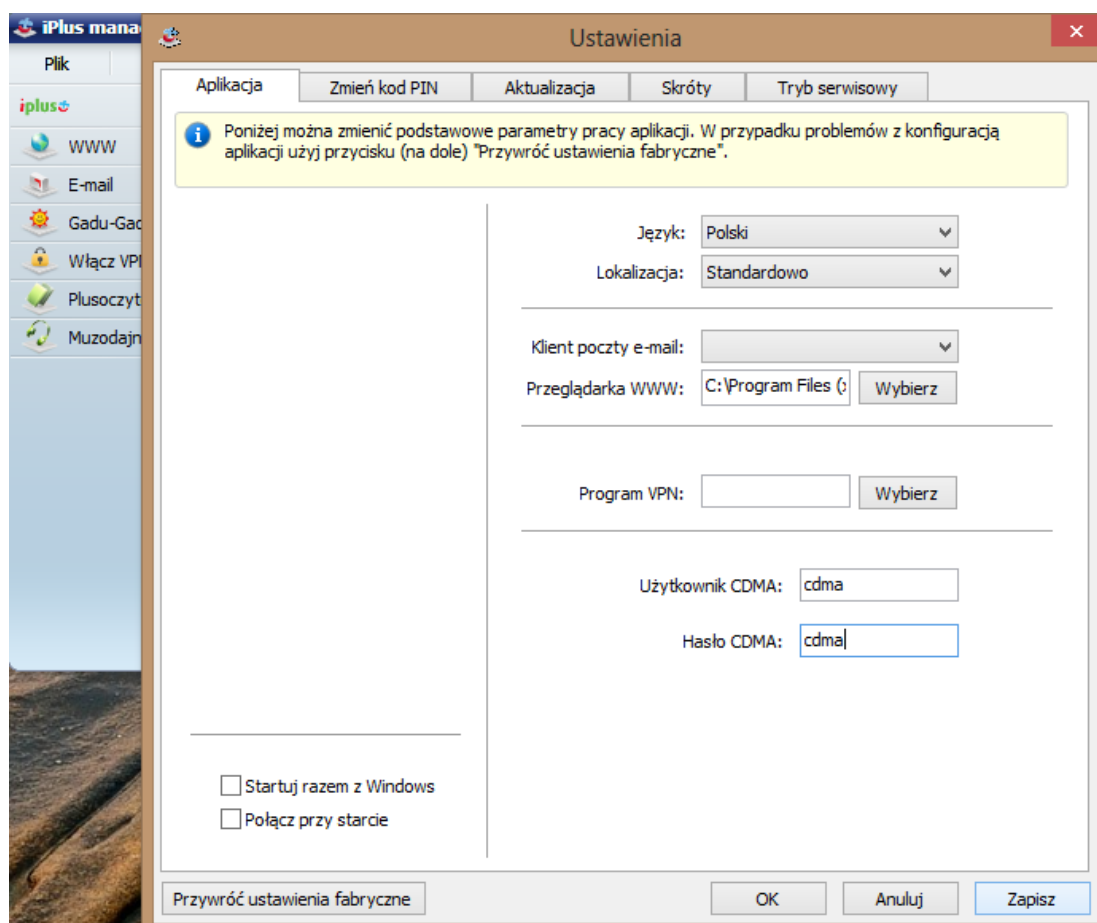 iPlus mana
Plik
iplus
WWW
E-mail
Gadu-Gad
Włącz VP
Plusoczyt
Muzodajn
Ustawienia
Aplikacja
Zmień kod PIN
Aktualizacja
Skróty
Tryb serwisowy
Poniżej można zmienić podstawowe parametry pracy aplikacji. W przypadku problemów z konfiguracją
aplikacji użyj przycisku (na dole) "Przywróć ustawienia fabryczne".
Język: Polski
Lokalizacja: Standardowo
Klient poczty e-mail:
Przeglądarka WWW: C:\Program Files (x Wybierz
Program VPN: Wybierz
Użytkownik CDMA: cdma
Hasło CDMA: cdma
Startuj razem z Windows
Połącz przy starcie
Przywróć ustawienia fabryczne
OK
Anuluj
Zapisz